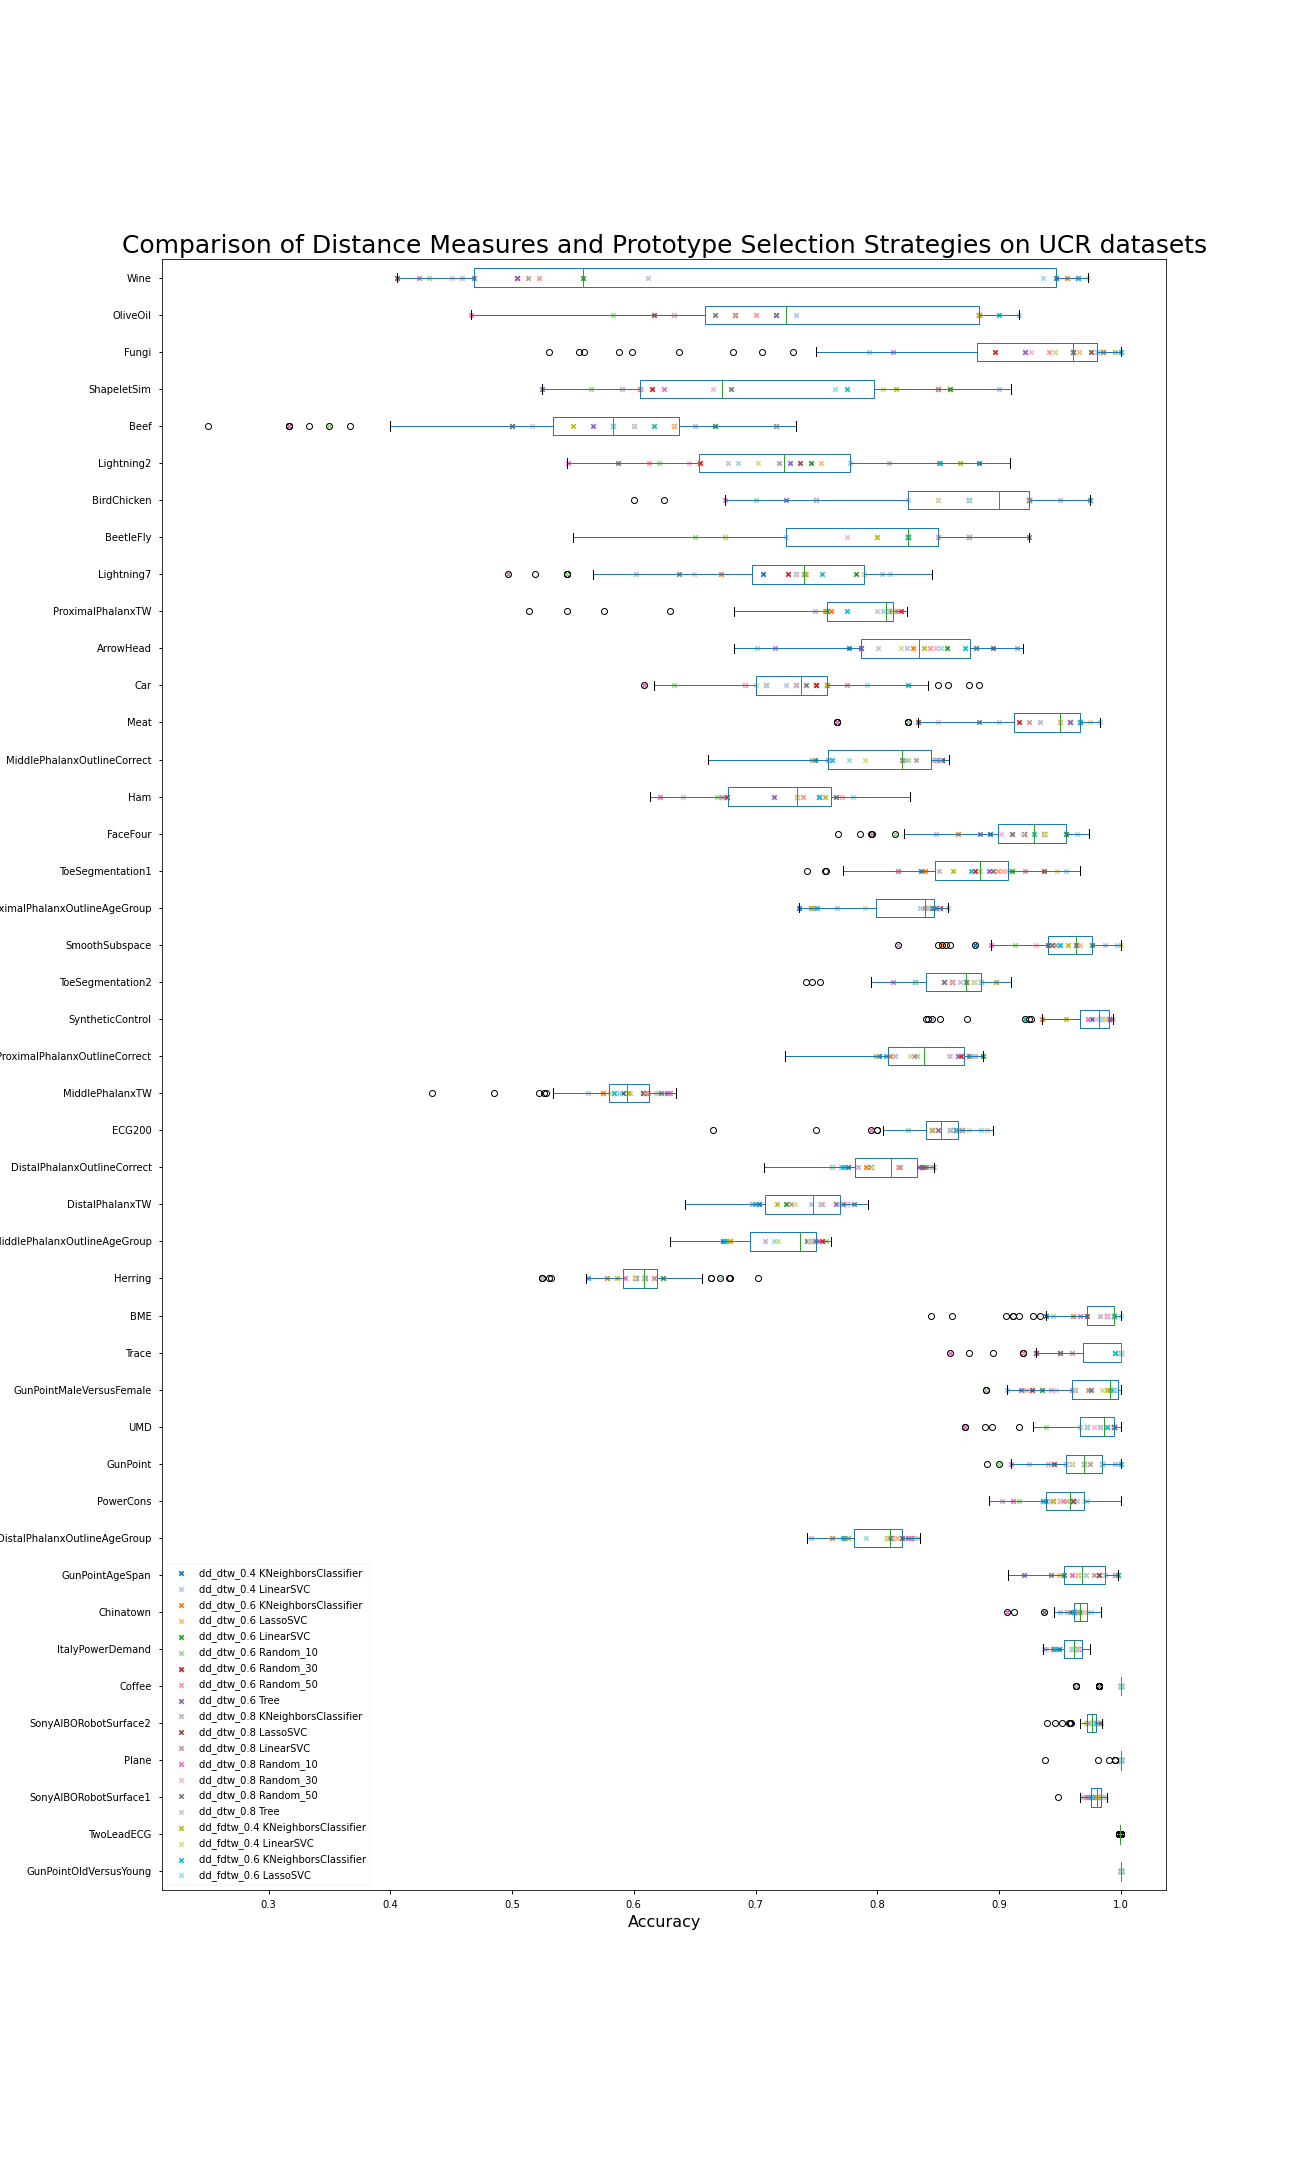 Comparison of Distance Measures and Prototype Selection Strategies on UCR datasets
Wine
OliveOil
Fungi
ShapeletSim
Beef
Lightning2
BirdChicken
BeetleFly
Lightning7
ProximalPhalanxTW
ArrowHead
Car
Meat
MiddlePhalanxOutlineCorrect
Ham
FaceFour
ToeSegmentation1
ximalPhalanxOutlineAgeGroup
SmoothSubspace
ToeSegmentation2
SyntheticControl
ProximalPhalanxOutlineCorrect
MiddlePhalanxTW
ECG200
DistalPhalanxOutlineCorrect
DistalPhalanxTW
iddlePhalanxOutlineAgeGroup
Herring
BME
Trace
GunPointMaleVersusFemale
UMD
GunPoint
PowerCons
DistalPhalanxOutlineAgeGroup
GunPointAgeSpan
Chinatown
ItalyPowerDemand
Coffee
SonyAIBORobotSurface2
Plane
SonyAIBORobotSurface1
TwoLeadECG
GunPointOldVersusYoung
dd_dtw_0.4 KNeighborsClassifier
dd_dtw_0.4 LinearSVC
dd_dtw_0.6 KNeighborsClassifier
dd_dtw_0.6 LassoSVC
dd_dtw_0.6 LinearSVC
dd_dtw_0.6 Random_10
dd_dtw_0.6 Random_30
dd_dtw_0.6 Random_50
dd_dtw_0.6 Tree
dd_dtw_0.8 KNeighborsClassifier
dd_dtw_0.8 LassoSVC
dd_dtw_0.8 LinearSVC
dd_dtw_0.8 Random_10
dd_dtw_0.8 Random_30
dd_dtw_0.8 Random_50
dd_dtw_0.8 Tree
dd_fdtw_0.4 KNeighborsClassifier
dd_fdtw_0.4 LinearSVC
dd_fdtw_0.6 KNeighborsClassifier
dd_fdtw_0.6 LassoSVC
0.3 0.4 0.5 0.6 0.7 0.8 0.9 1.0
Accuracy